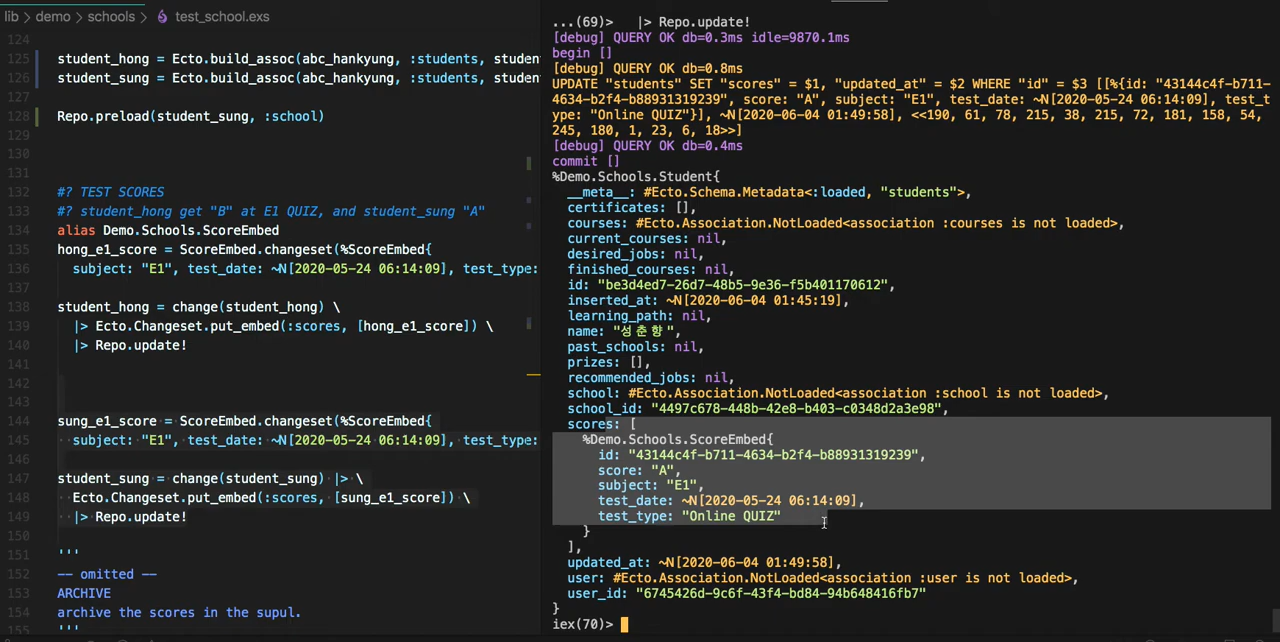 lib > demo > schools > test_school.exs
124
125 student_hong = Ecto.build_assoc(abc_hankyung, :students, studen
126 student_sung = Ecto.build_assoc(abc_hankyung, :students, studen
127
128 Repo.preload(student_sung, :school)
129
130
131
132 #? TEST SCORES
133 #? student_hong get "B" at E1 QUIZ, and student_sung "A"
134 alias Demo.Schools.ScoreEmbed
135 hong_e1_score = ScoreEmbed.changeset(%ScoreEmbed{
136 subject: "E1", test_date: ~N[2020-05-24 06:14:09], test_type:
137
138 student_hong = change(student_hong) \
139 |> Ecto.Changeset.put_embed(:scores, [hong_e1_score]) \
140 |> Repo.update!
141
142
143
144 sung_e1_score = ScoreEmbed.changeset(%ScoreEmbed{
145 subject: "E1", test_date: ~N[2020-05-24 06:14:09], test_type:
146
147 student_sung = change(student_sung) |> \
148 Ecto.Changeset.put_embed(:scores, [sung_e1_score]) \
149 |> Repo.update!
150
151 '''
152 -- omitted --
153 ARCHIVE
154 archive the scores in the supul.
155 '''
...(69)> |> Repo.update!
[debug] QUERY OK db=0.3ms idle=9870.1ms
begin []
[debug] QUERY OK db=0.8ms
UPDATE "students" SET "scores" = $1, "updated_at" = $2 WHERE "id" = $3 [[%{id: "43144c4f-b711-
4634-b2f4-b88931319239", score: "A", subject: "E1", test_date: ~N[2020-05-24 06:14:09], test_t
ype: "Online QUIZ"}], ~N[2020-06-04 01:49:58], <<190, 61, 78, 215, 38, 215, 72, 181, 158, 54,
245, 180, 1, 23, 6, 18>>]
[debug] QUERY OK db=0.4ms
commit []
%Demo.Schools.Student{
__meta__: #Ecto.Schema.Metadata<:loaded, "students">,
certificates: [],
courses: #Ecto.Association.NotLoaded<association :courses is not loaded>,
current_courses: nil,
desired_jobs: nil,
finished_courses: nil,
id: "be3d4ed7-26d7-48b5-9e36-f5b401170612",
inserted_at: ~N[2020-06-04 01:45:19],
learning_path: nil,
name: "성춘향",
past_schools: nil,
prizes: [],
recommended_jobs: nil,
school: #Ecto.Association.NotLoaded<association :school is not loaded>,
school_id: "4497c678-448b-42e8-b403-c0348d2a3e98",
scores: [
%Demo.Schools.ScoreEmbed{
id: "43144c4f-b711-4634-b2f4-b88931319239",
score: "A",
subject: "E1",
test_date: ~N[2020-05-24 06:14:09],
test_type: "Online QUIZ"
}
],
updated_at: ~N[2020-06-04 01:49:58],
user: #Ecto.Association.NotLoaded<association :user is not loaded>,
user_id: "6745426d-9c6f-43f4-bd84-94b648416fb7"
}
iex(70)>